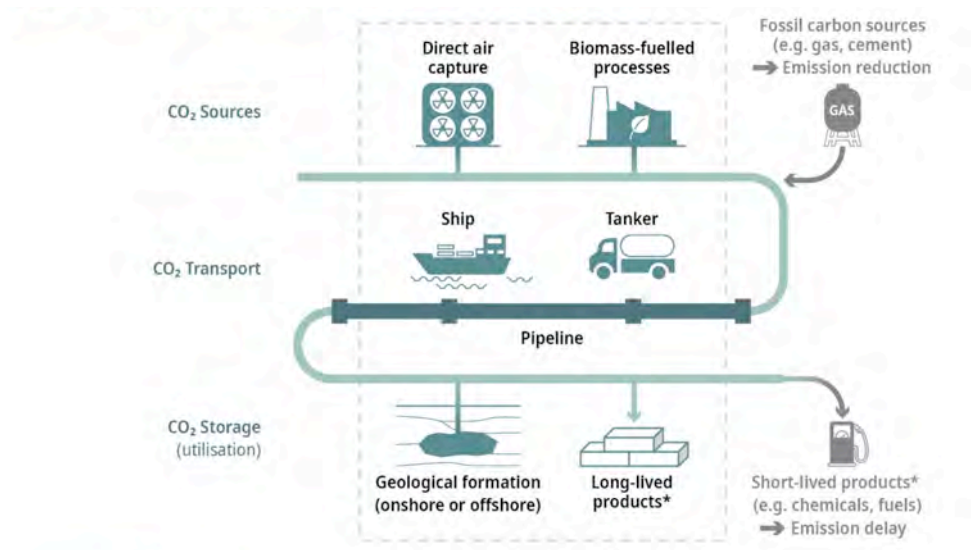 Fossil carbon sources
(e.g. gas, cement)
➔ Emission reduction
Direct air
capture
Biomass-fuelled
processes
CO₂ Sources
GAS
Ship
Tanker
CO₂ Transport
Pipeline
CO₂ Storage
(utilisation)
Geological formation
(onshore or offshore)
Long-lived
products*
Short-lived products*
(e.g. chemicals, fuels)
➔ Emission delay